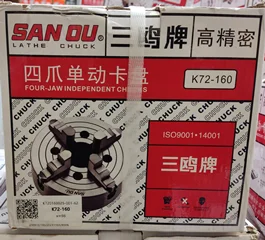 SAN OU
LATHE CHUCK
三鸥牌
高精密
四爪单动卡盘
FOUR-JAW INDEPENDENT CHUCKS
K72-160
ISO9001·14001
三鸥牌
K72-160
CHUCK